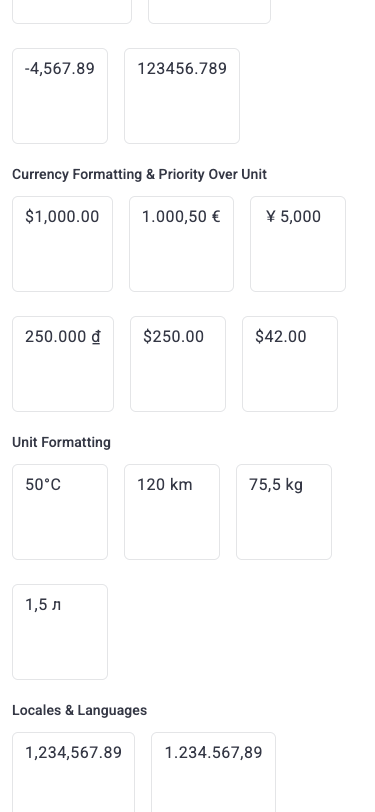 -4,567.89 123456.789
Currency Formatting & Priority Over Unit
$1,000.00 1.000,50 € ¥ 5,000
250.000 ₫ $250.00 $42.00
Unit Formatting
50°C 120 km 75,5 kg
1,5 л
Locales & Languages
1,234,567.89 1.234.567,89